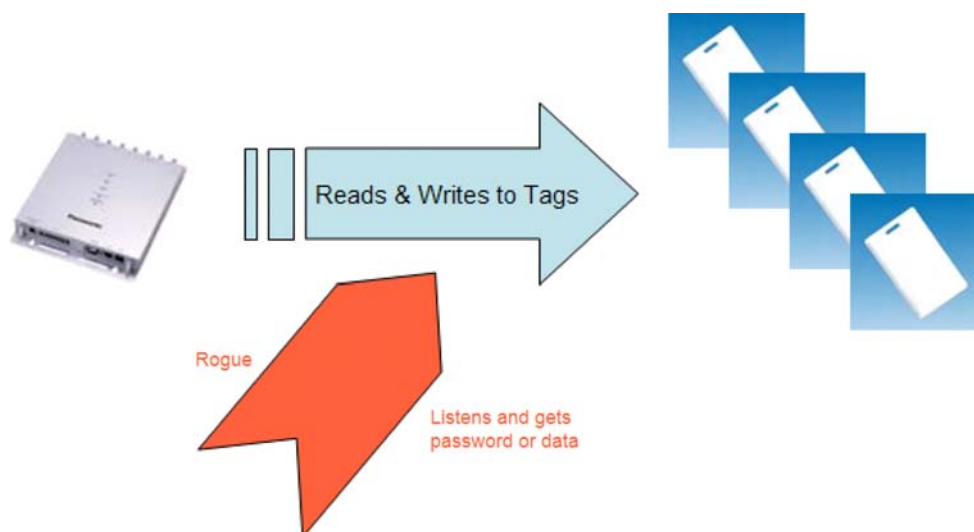 Reads & Writes to Tags
Rogue
Listens and gets
password or data